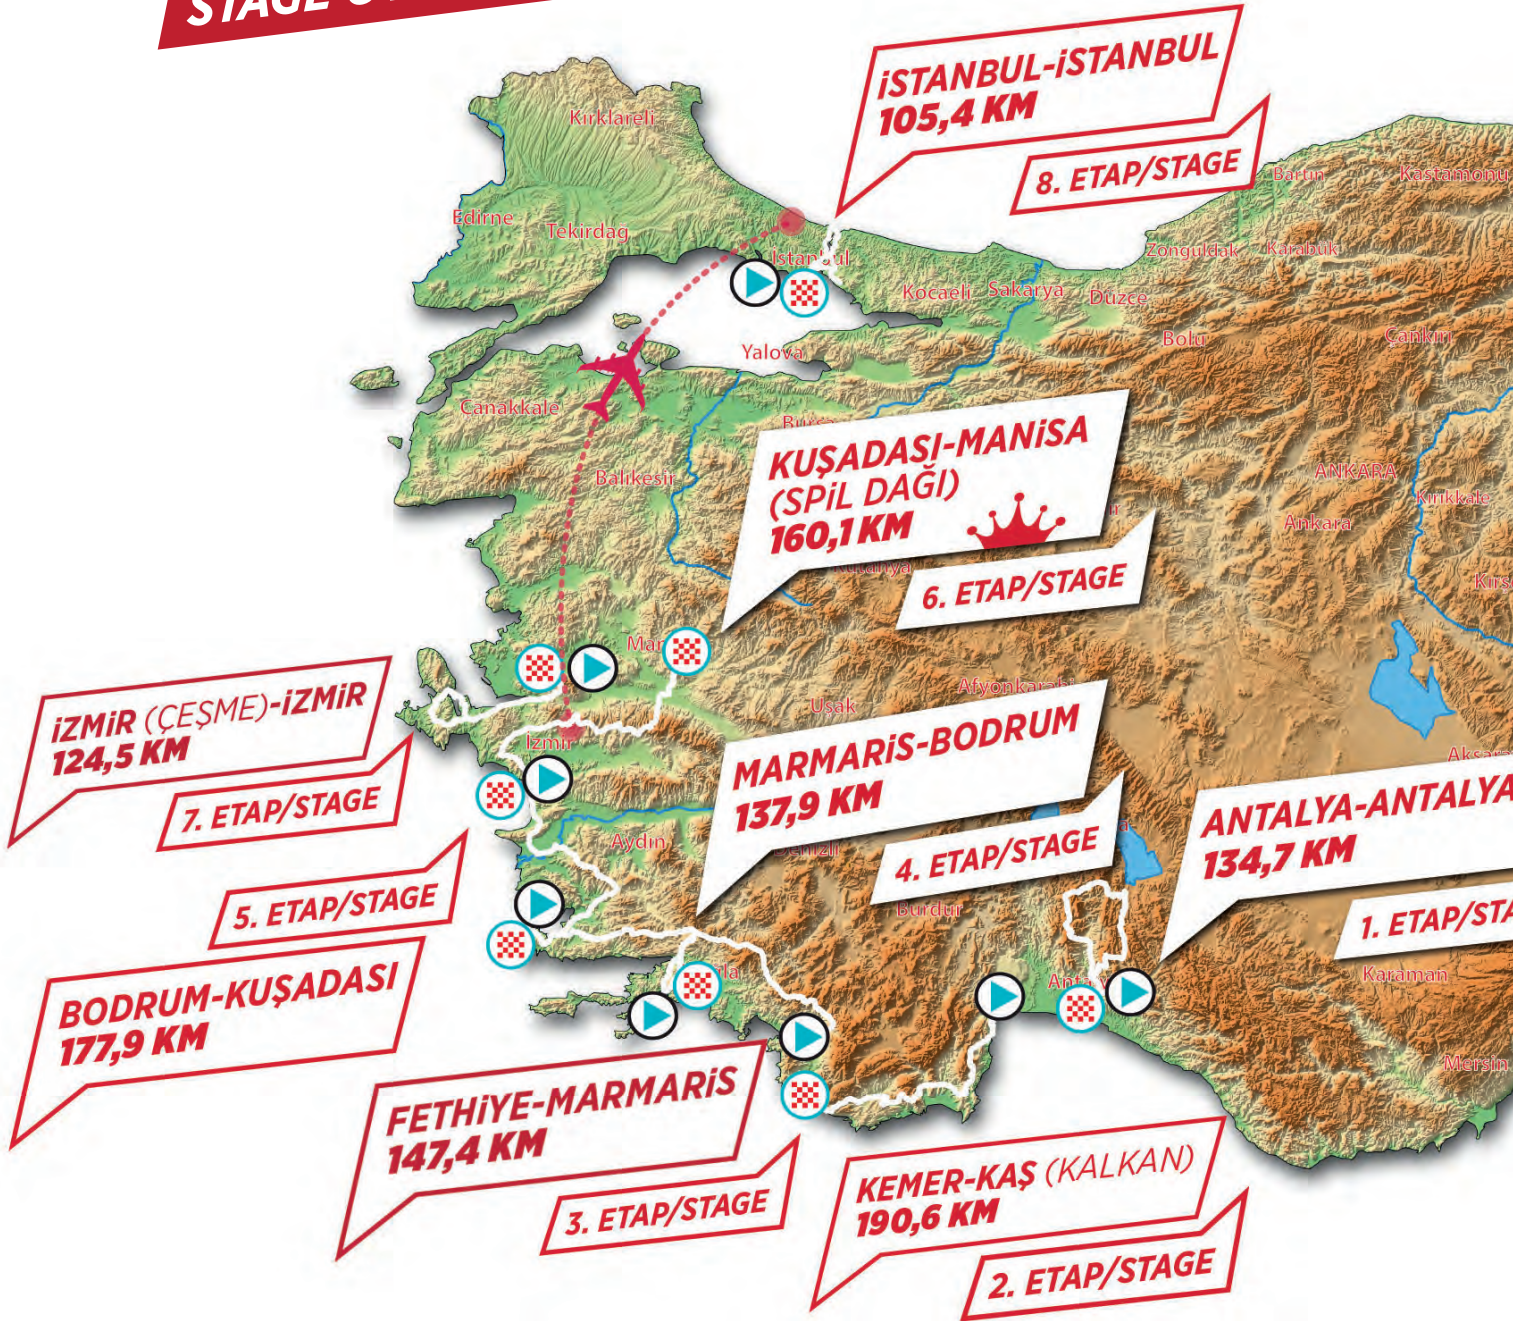 STAGE
İSTANBUL-İSTANBUL
105,4 KM
8. ETAP/STAGE
Kırklareli
Edirne
Tekirdag
İstanbul
Kocaeli
Sakarya
Düzce
Zonguldak
Bartın
Karabük
Kastamonu
Bolu
Çankırı
Yalova
Çanakkale
Balıkesir
KUŞADASI-MANİSA
(SPİL DAĞI)
160,1 KM
6. ETAP/STAGE
ANKARA
Ankara
Kırıkkale
İZMİR (ÇEŞME)-İZMİR
124,5 KM
7. ETAP/STAGE
İzmir
Uşak
MARMARİS-BODRUM
137,9 KM
4. ETAP/STAGE
ANTALYA-ANTALYA
134,7 KM
1. ETAP/STA
Aydın
Denizli
Burdur
Karaman
Mersin
5. ETAP/STAGE
BODRUM-KUŞADASI
177,9 KM
FETHİYE-MARMARİS
147,4 KM
3. ETAP/STAGE
KEMER-KAŞ (KALKAN)
190,6 KM
2. ETAP/STAGE